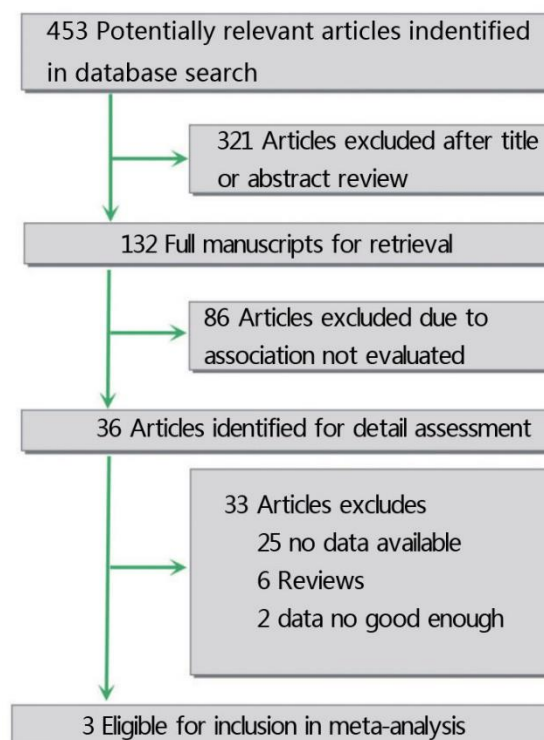 453 Potentially relevant articles indentified
in database search
321 Articles excluded after title
or abstract review
132 Full manuscripts for retrieval
86 Articles excluded due to
association not evaluated
36 Articles identified for detail assessment
33 Articles excludes
25 no data available
6 Reviews
2 data no good enough
3 Eligible for inclusion in meta-analysis